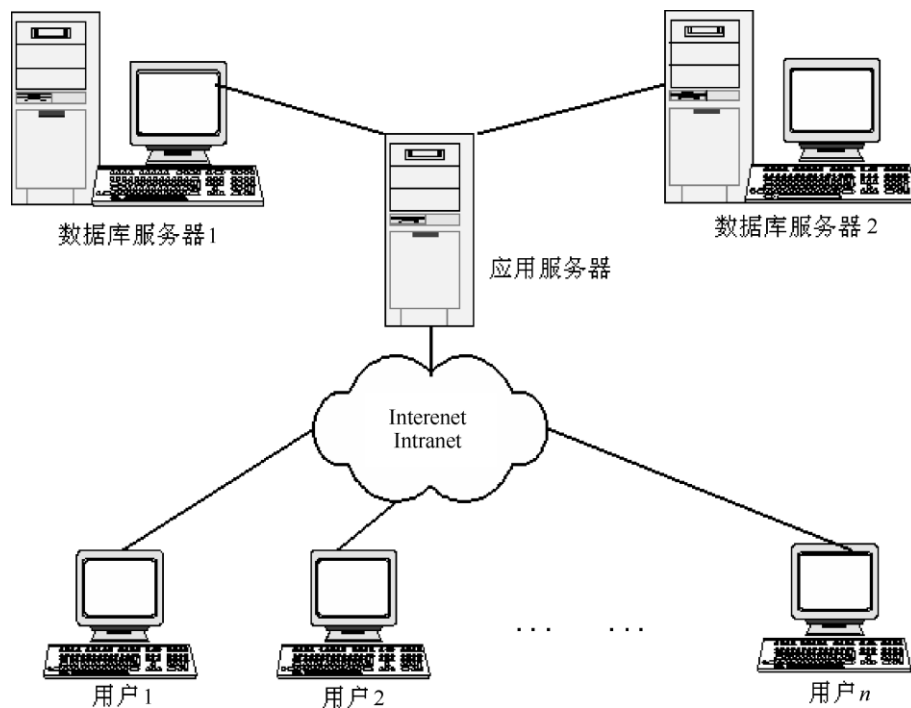 数据库服务器1
数据库服务器2
应用服务器
Interenet
Intranet
... ...
用户1
用户2
用户n